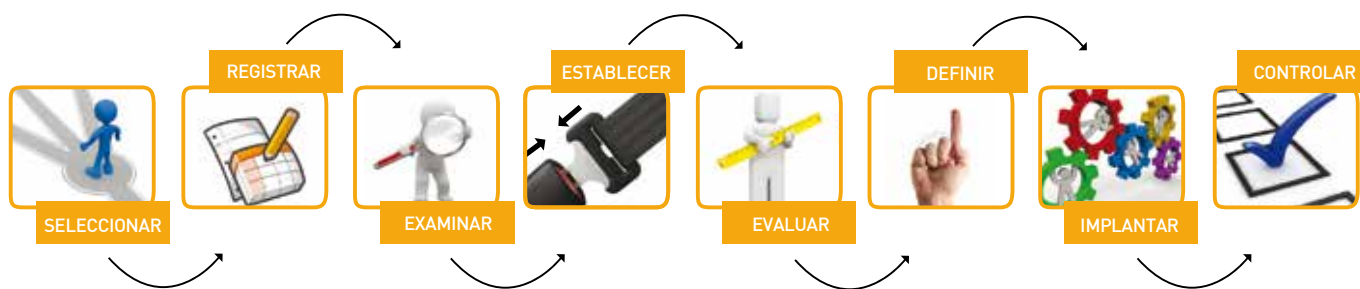 SELECCIONAR
REGISTRAR
EXAMINAR
ESTABLECER
EVALUAR
DEFINIR
IMPLANTAR
CONTROLAR